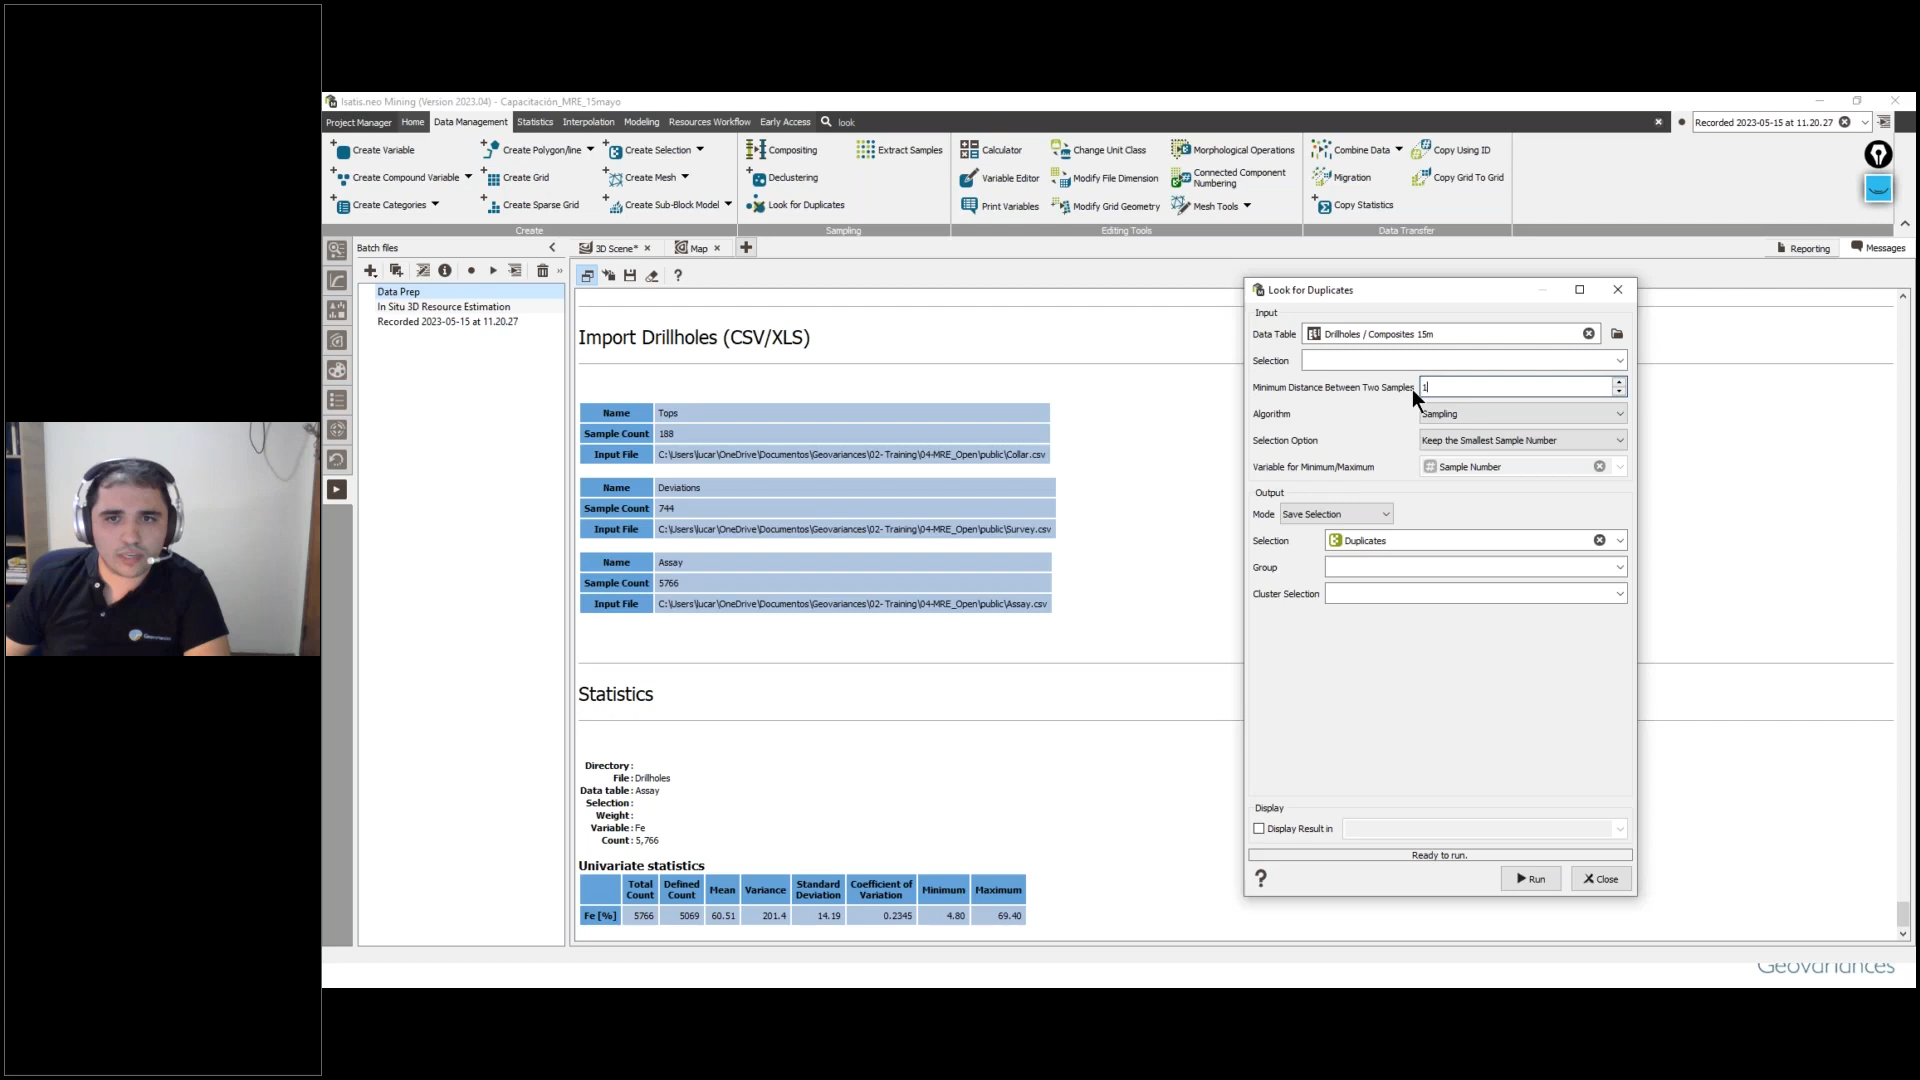 Isatis.neo Mining (Version 2023.04) - Capacitación_MRE_15mayo
Project Manager Home Data Management Statistics Interpolation Modeling Resources Workflow Early Access look
Recorded 2023-05-15 at 11.20.27
Create Variable Create Polygon/line Create Selection Compositing Extract Samples Calculator Change Unit Class Morphological Operations Combine Data Copy Using ID
Create Compound Variable Create Grid Create Mesh Declustering Variable Editor Modify File Dimension Connected Component Numbering Migration Copy Grid To Grid
Create Categories Create Sparse Grid Create Sub-Block Model Look for Duplicates Print Variables Modify Grid Geometry Mesh Tools Copy Statistics
Create Sampling Editing Tools Data Transfer
Batch files
3D Scene* Map
Reporting Messages
Data Prep
In Situ 3D Resource Estimation
Recorded 2023-05-15 at 11.20.27
Import Drillholes (CSV/XLS)
Name Tops
Sample Count 188
Input File C:\Users\lucar\OneDrive\Documentos\Geovariances\02- Training\04-MRE_Open\public\Collar.csv
Name Deviations
Sample Count 744
Input File C:\Users\lucar\OneDrive\Documentos\Geovariances\02- Training\04-MRE_Open\public\Survey.csv
Name Assay
Sample Count 5766
Input File C:\Users\lucar\OneDrive\Documentos\Geovariances\02- Training\04-MRE_Open\public\Assay.csv
Statistics
Directory :
File : Drillholes
Data table : Assay
Selection :
Weight :
Variable : Fe
Count : 5,766
Univariate statistics
Total Count Defined Count Mean Variance Standard Deviation Coefficient of Variation Minimum Maximum
Fe [%] 5766 5069 60.51 201.4 14.19 0.2345 4.80 69.40
Look for Duplicates
Input
Data Table Drillholes / Composites 15m
Selection
Minimum Distance Between Two Samples 1
Algorithm Sampling
Selection Option Keep the Smallest Sample Number
Variable for Minimum/Maximum Sample Number
Output
Mode Save Selection
Selection Duplicates
Group
Cluster Selection
Display
Display Result in
Ready to run.
? Run Close
Geovariances
Geovariances